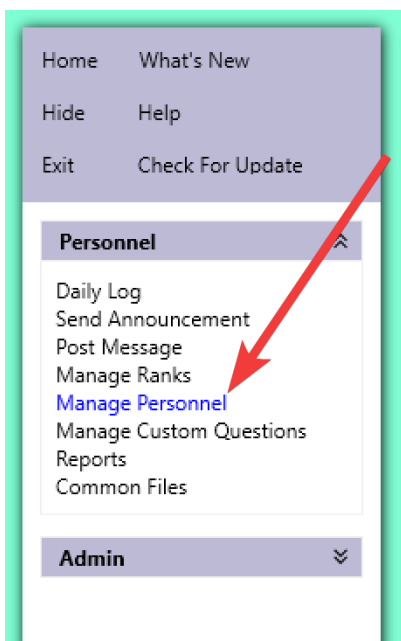 Home What's New
Hide Help
Exit Check For Update
Personnel
Daily Log
Send Announcement
Post Message
Manage Ranks
Manage Personnel
Manage Custom Questions
Reports
Common Files
Admin